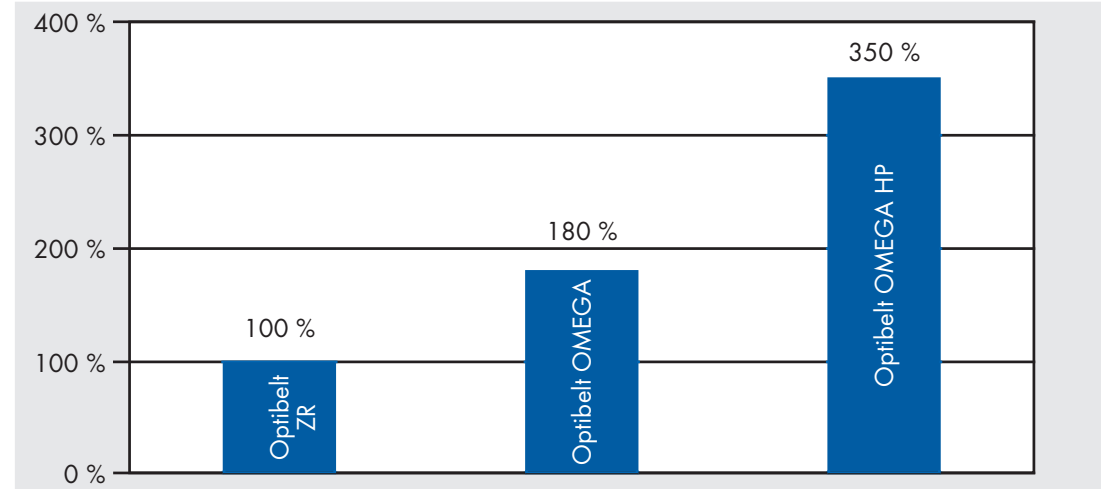 400 %
350 %
300 %
200 %
180 %
100 %
100 %
0 %
Optibelt
ZR
Optibelt OMEGA
Optibelt OMEGA HP